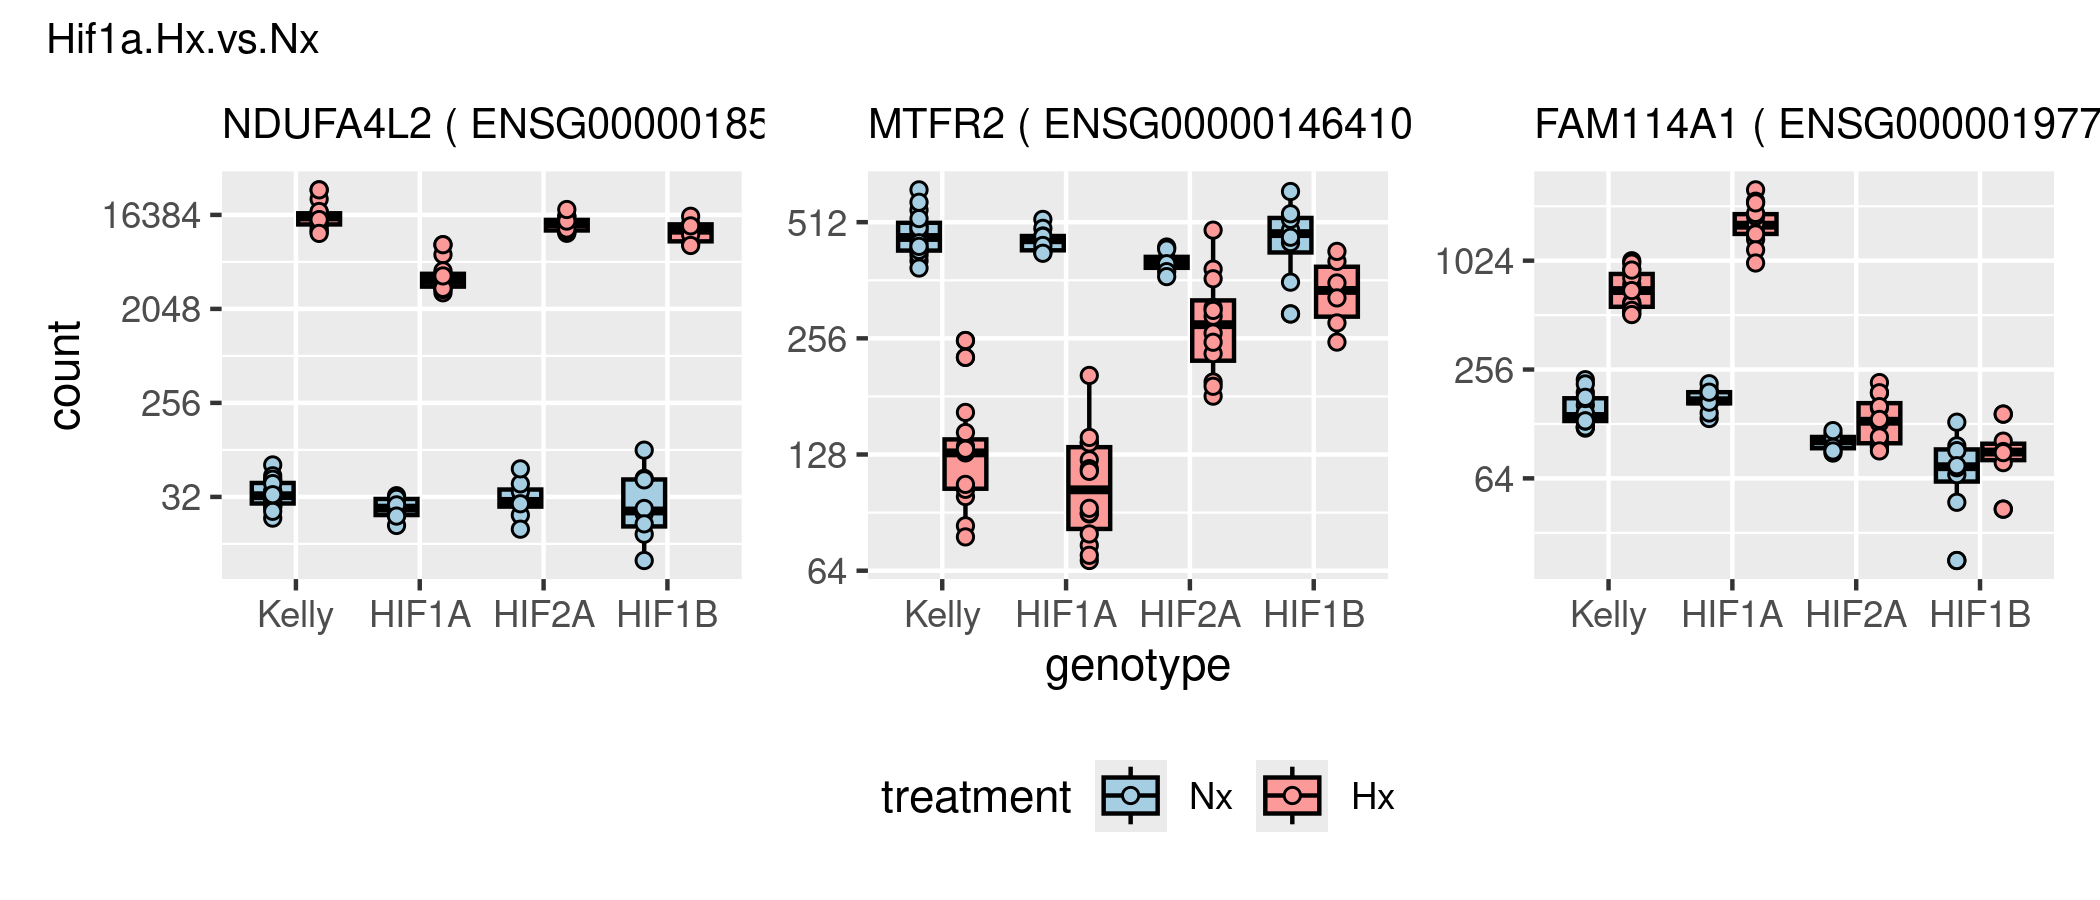 Hif1a.Hx.vs.Nx
NDUFA4L2 ( ENSG00000185
MTFR2 ( ENSG00000146410
FAM114A1 ( ENSG000001977
count
16384
2048
256
32
Kelly HIF1A HIF2A HIF1B
512
256
128
64
Kelly HIF1A HIF2A HIF1B
1024
256
64
Kelly HIF1A HIF2A HIF1B
genotype
treatment Nx Hx